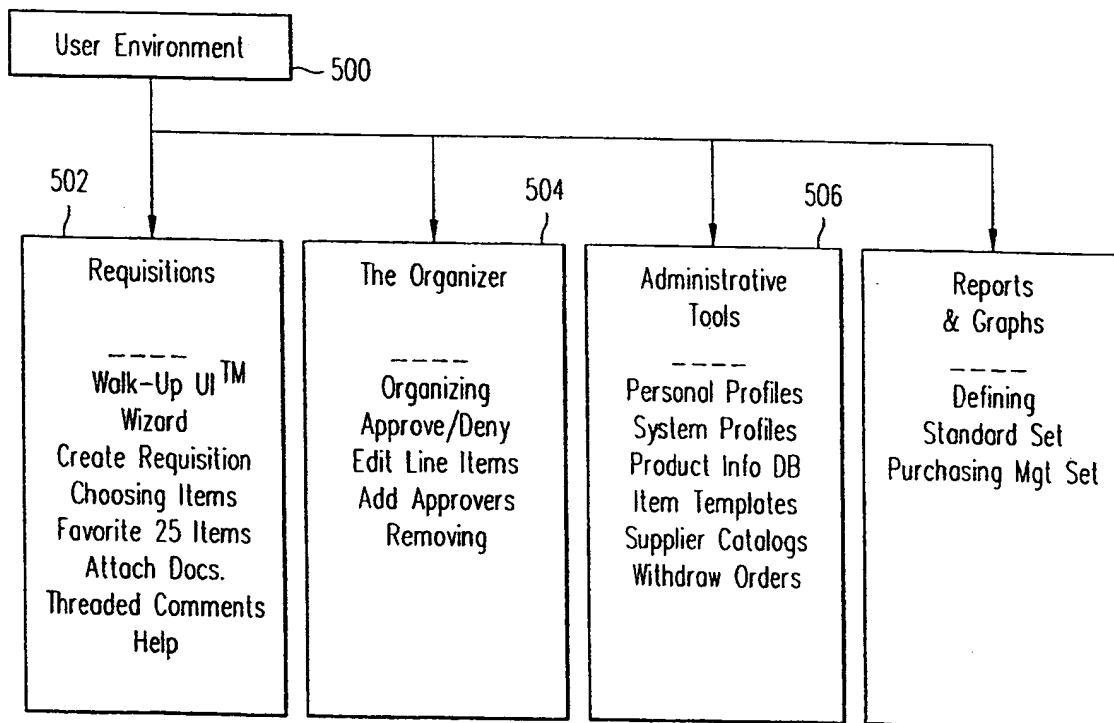 User Environment
500
502
504
506
Requisitions
Walk-Up UI™
Wizard
Create Requisition
Choosing Items
Favorite 25 Items
Attach Docs.
Threaded Comments
Help
The Organizer
Organizing
Approve/Deny
Edit Line Items
Add Approvers
Removing
Administrative
Tools
Personal Profiles
System Profiles
Product Info DB
Item Templates
Supplier Catalogs
Withdraw Orders
Reports
& Graphs
Defining
Standard Set
Purchasing Mgt Set